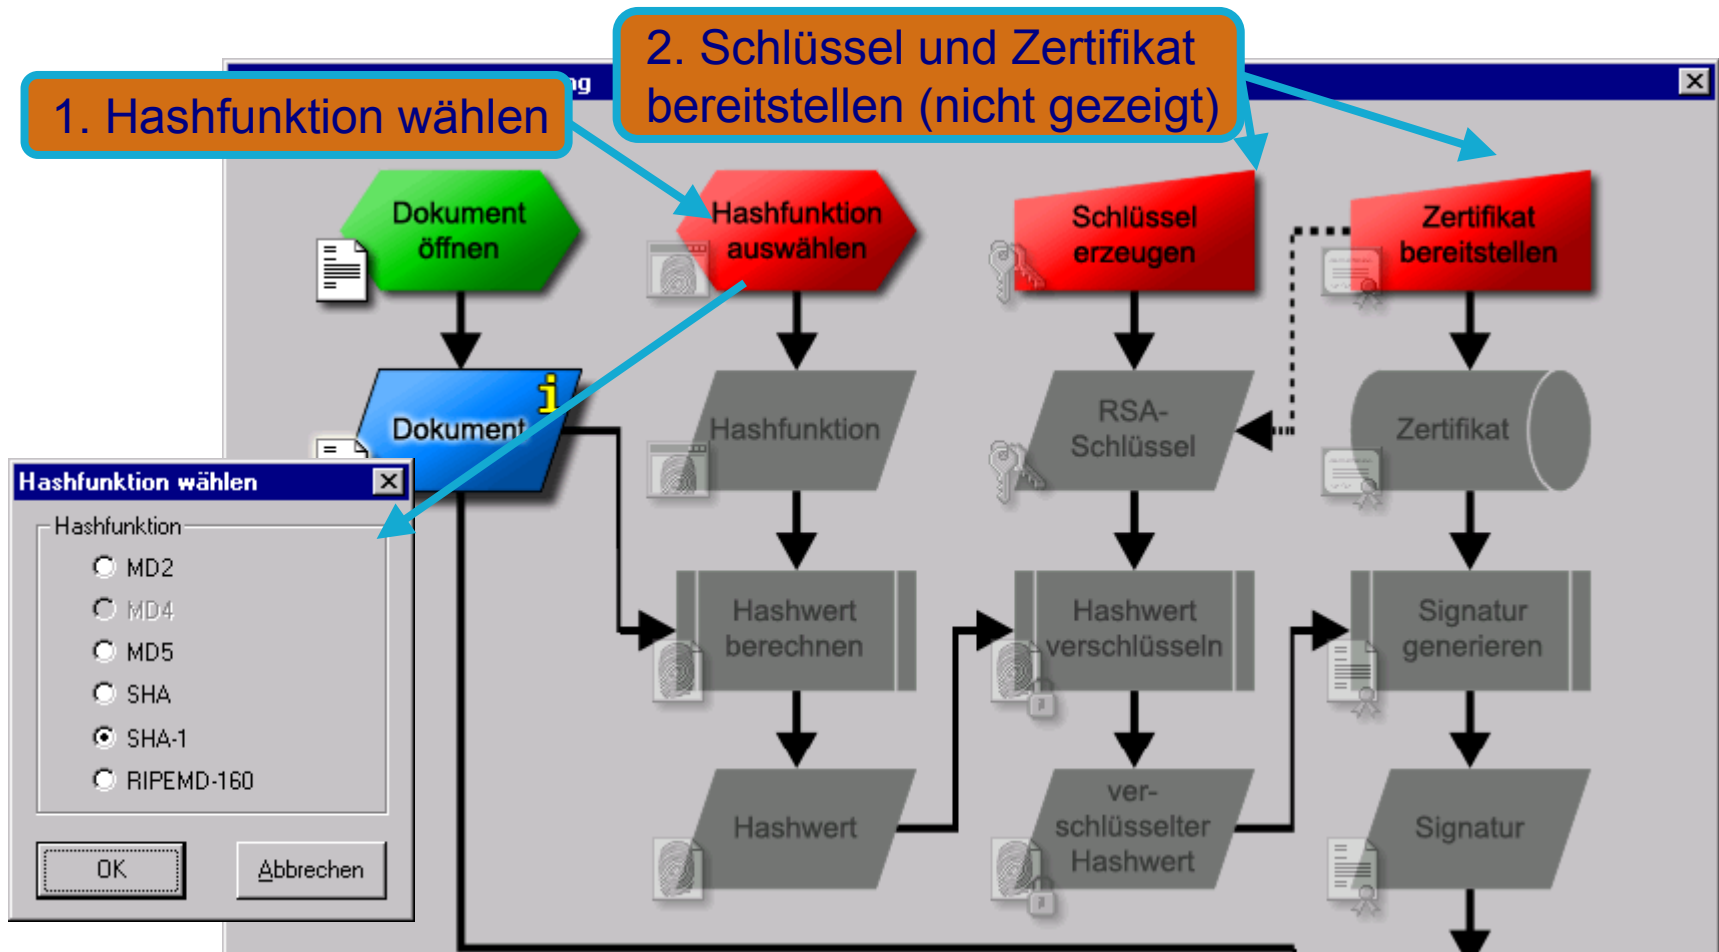 2. Schlüssel und Zertifikat
bereitstellen (nicht gezeigt)
1. Hashfunktion wählen
Dokument
öffnen
Hashfunktion
auswählen
Schlüssel
erzeugen
Zertifikat
bereitstellen
Dokument
Hashfunktion
RSA-
Schlüssel
Zertifikat
Hashfunktion wählen
Hashfunktion
MD2
MD4
MD5
SHA
SHA-1
RIPEMD-160
OK
Abbrechen
Hashwert
berechnen
Hashwert
verschlüsseln
Signatur
generieren
Hashwert
ver-
schlüsselter
Hashwert
Signatur